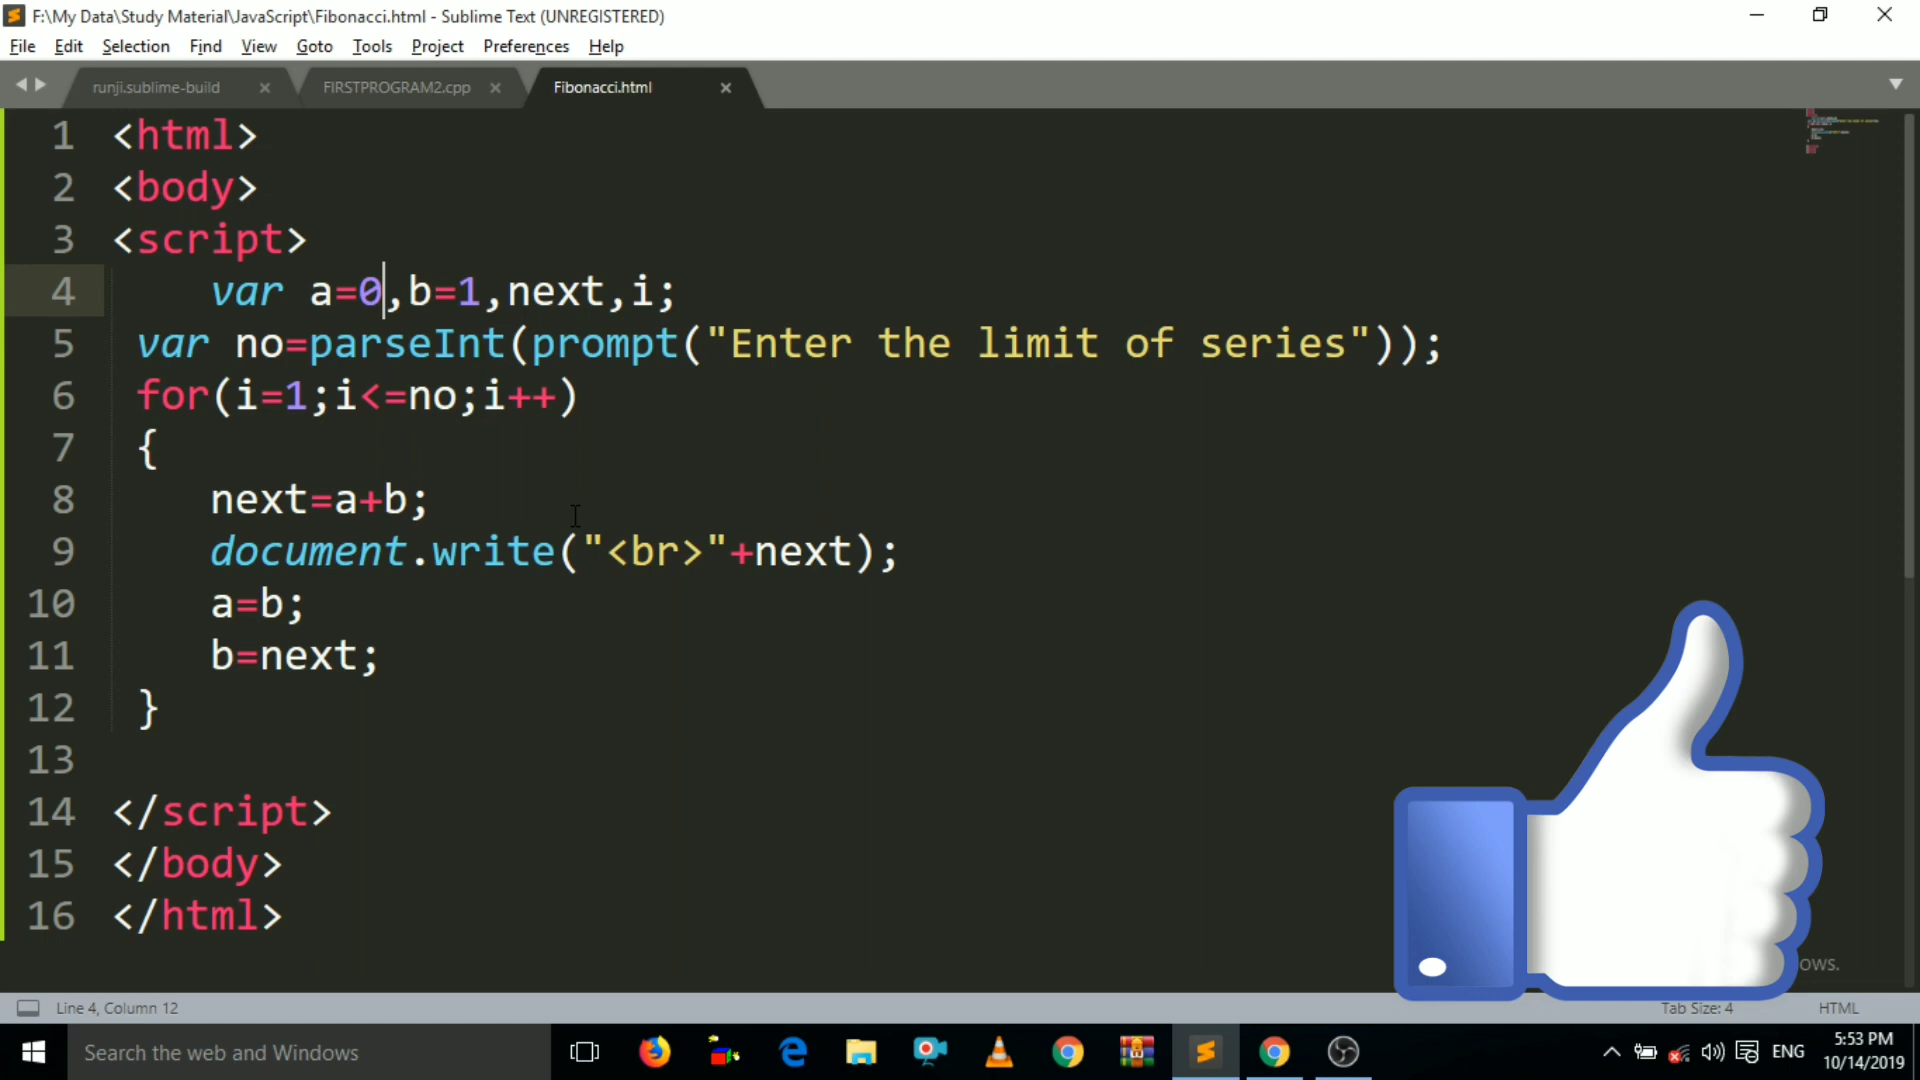 F:\My Data\Study Material\JavaScript\Fibonacci.html - Sublime Text (UNREGISTERED)
File Edit Selection Find View Goto Tools Project Preferences Help
runji.sublime-build × FIRSTPROGRAM2.cpp × Fibonacci.html ×
1 <html>
2 <body>
3 <script>
4 var a=0,b=1,next,i;
5 var no=parseInt(prompt("Enter the limit of series"));
6 for(i=1;i<=no;i++)
7 {
8 next=a+b;
9 document.write("<br>"+next);
10 a=b;
11 b=next;
12 }
13
14 </script>
15 </body>
16 </html>
ows.
Line 4, Column 12 Tab Size: 4 HTML
Search the web and Windows ENG 5:53 PM
10/14/2019